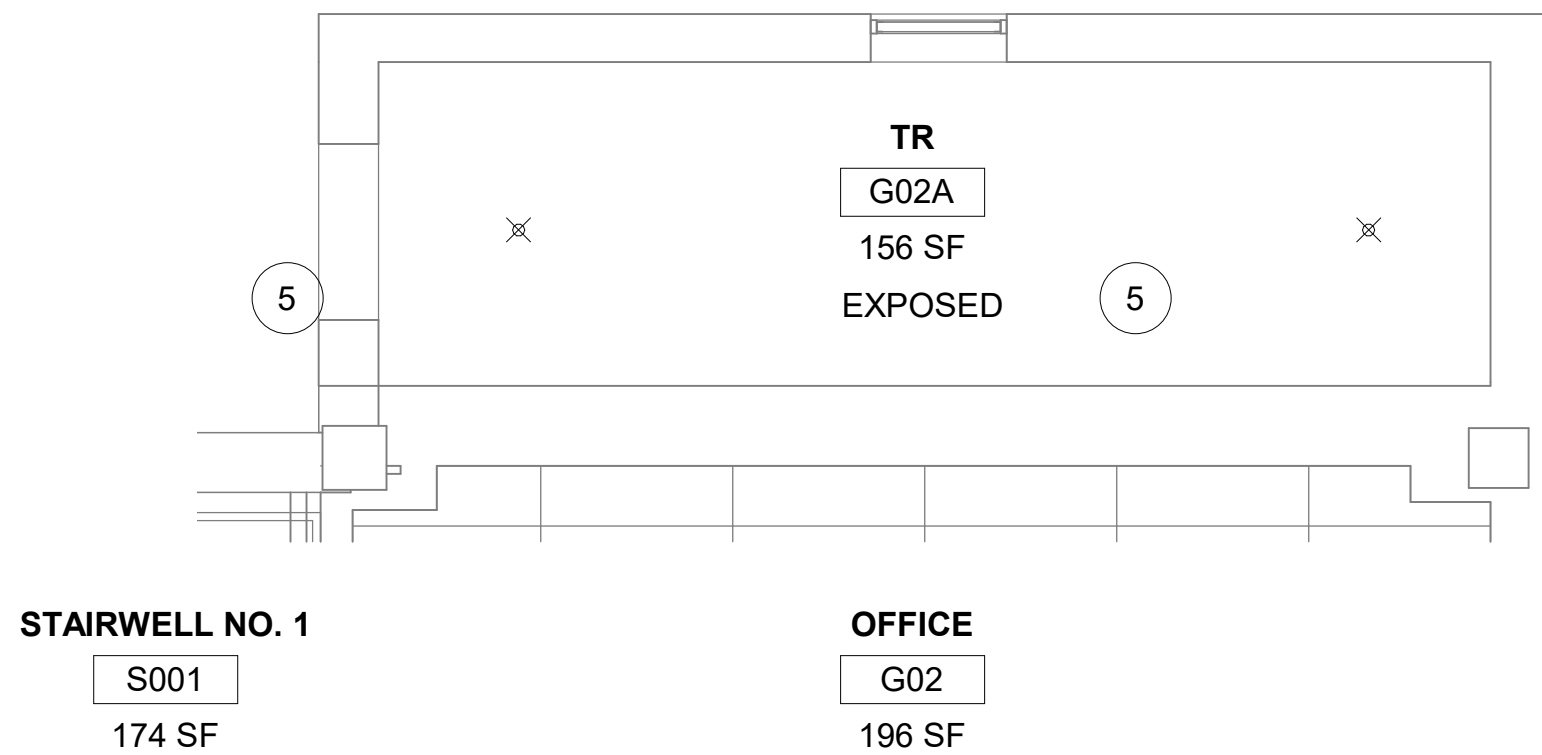 TR
G02A
156 SF
EXPOSED
5
5
STAIRWELL NO. 1
S001
174 SF
OFFICE
G02
196 SF